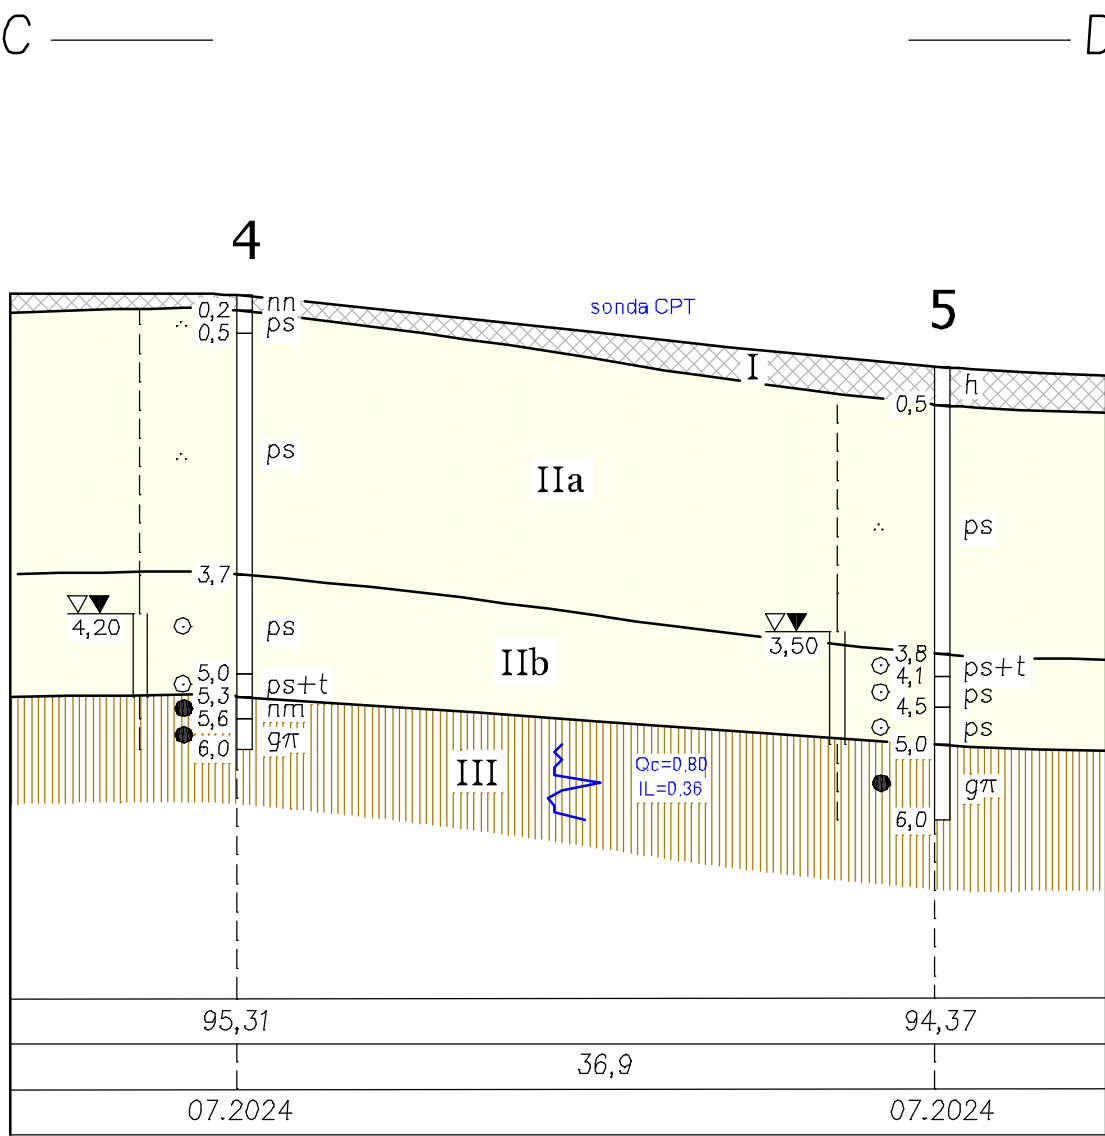 C
D
4
sonda CPT
5
nn
0,2
ps
0,5
I
h
0,5
ps
IIa
ps
3,7
4,20
ps
3,50
3,8
IIb
ps+t
4,1
5,0
ps+t
ps
5,3
4,5
nm
5,6
ps
gπ
5,0
6,0
III
Qc=0.80
IL=0.36
gπ
6,0
95,31
94,37
36,9
07.2024
07.2024